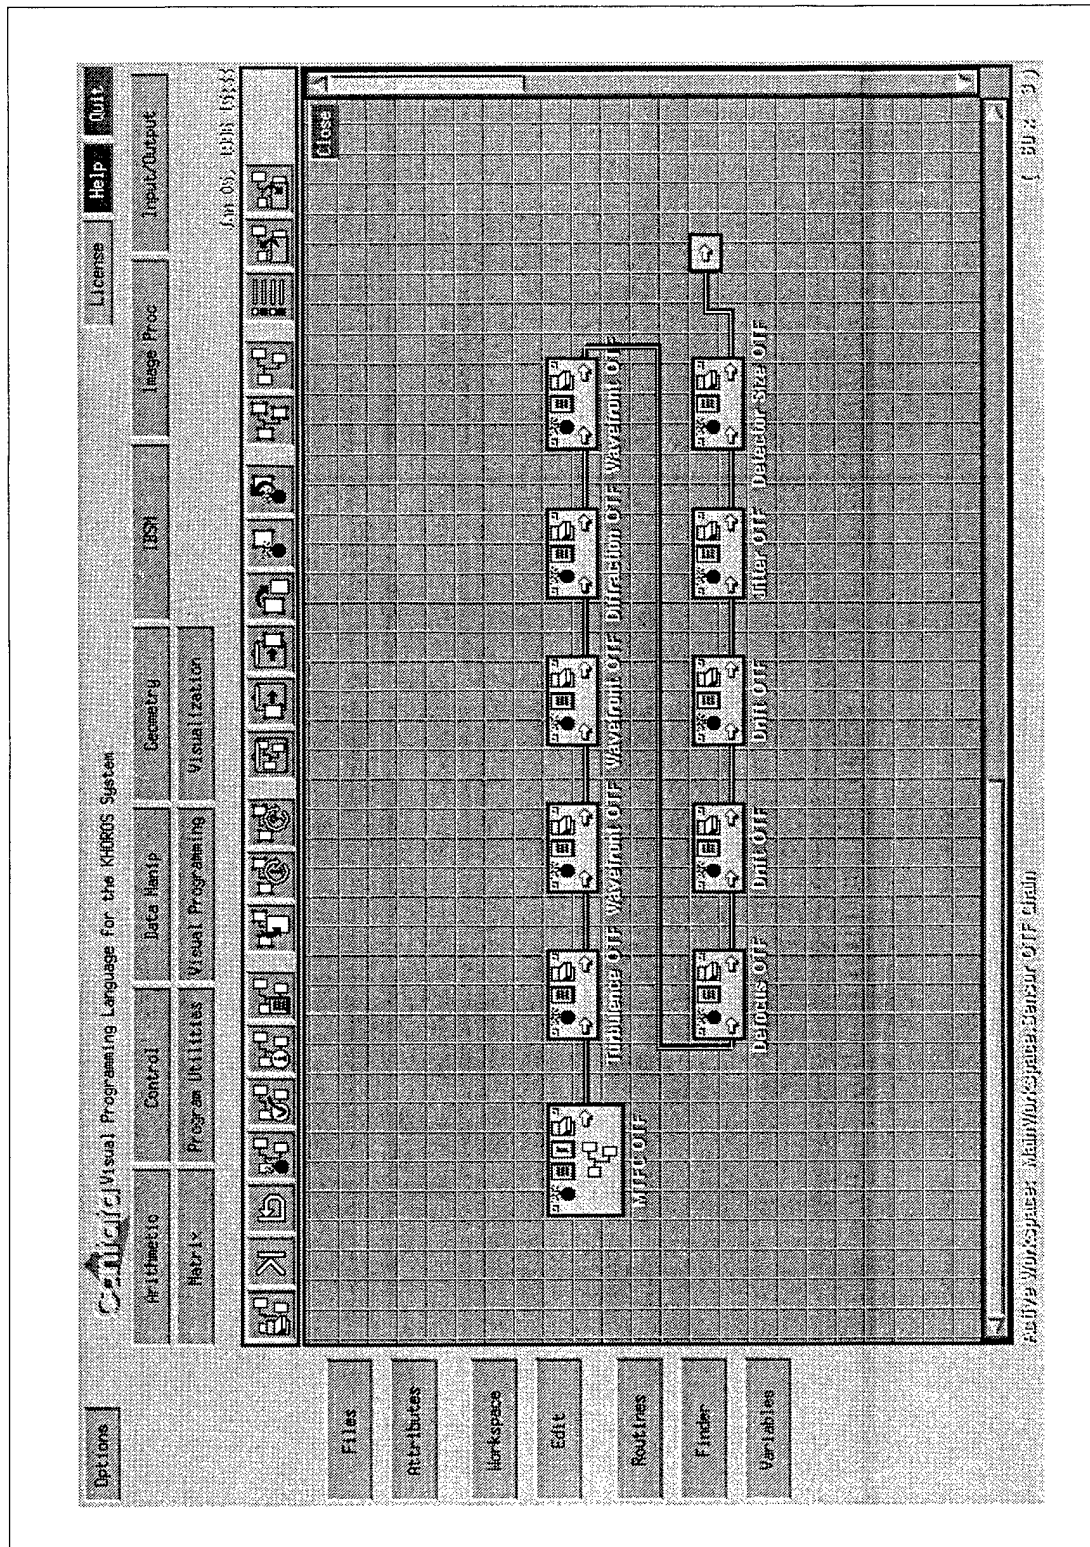 Options
License
Help
Quit
Cantata
Visual Programming Language for the KHOROS System
Arithmetic
Control
Data Manip
Geometry
IBSM
Image Proc
Input/Output
Matrix
Program Utilities
Visual Programming
Visualization
Files
Attributes
Workspace
Edit
Routines
Finder
Variables
Close
Turbulence OTF
Wavefront OTF
Wavefront OTF
Diffraction OTF
Wavefront OTF
Defocus OTF
Drift OTF
Drift OTF
Jitter OTF
Detector Size OTF
Active Workspace: MainWorkspace:Sensor OTF Chain